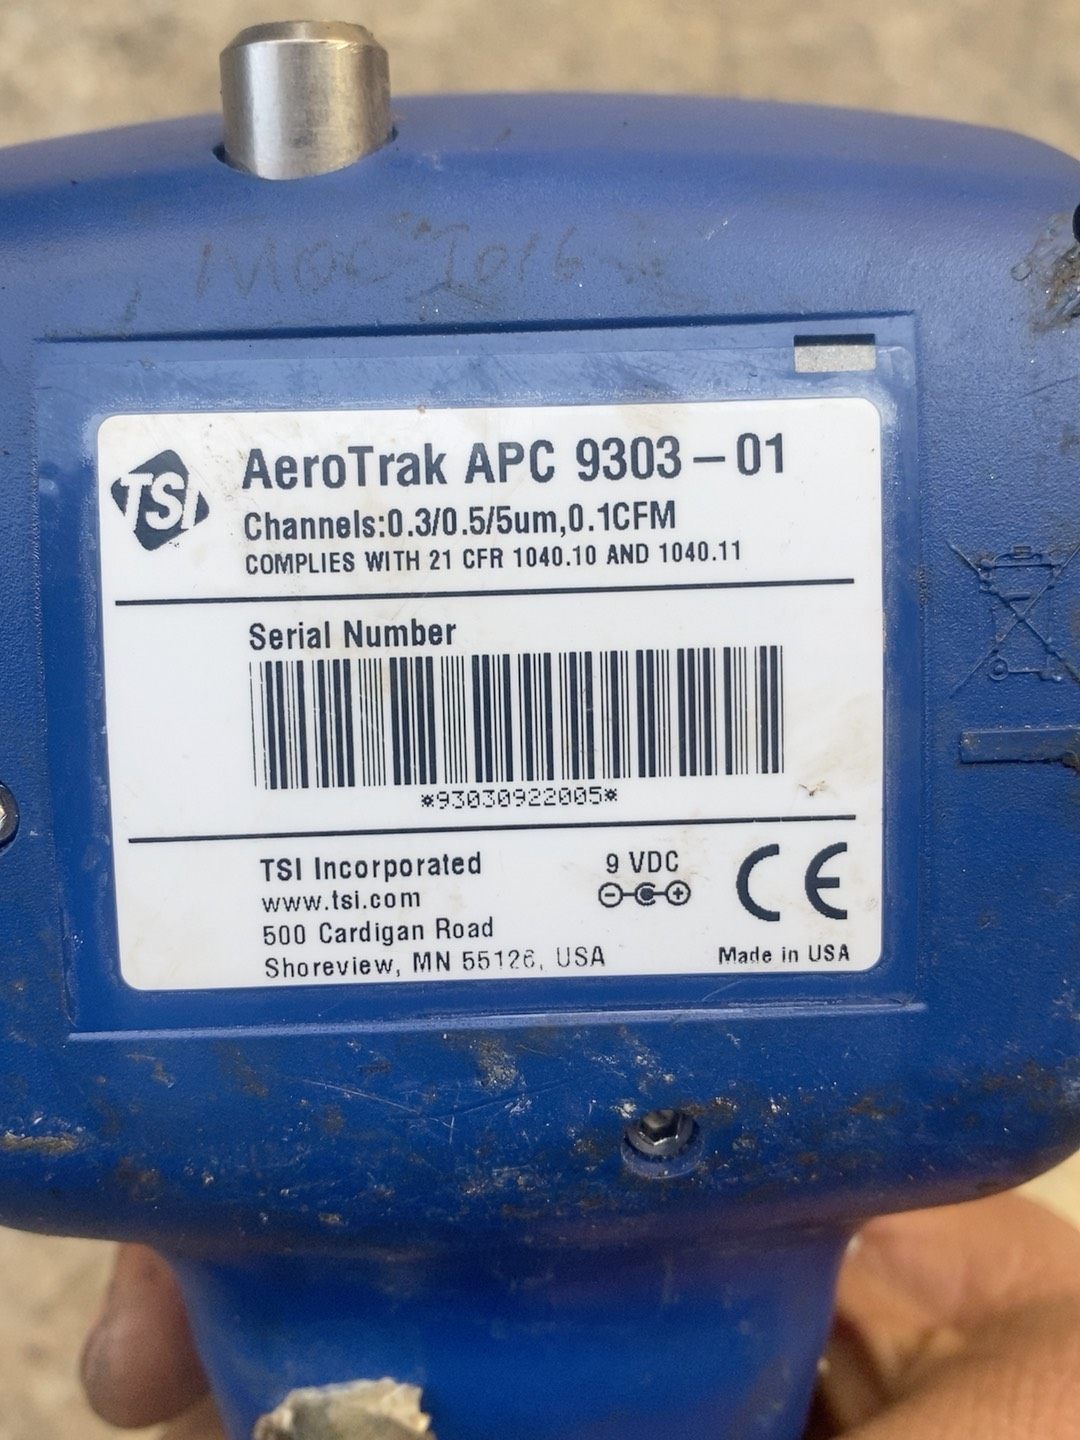 TSI
AeroTrak APC 9303-01
Channels:0.3/0.5/5um,0.1CFM
COMPLIES WITH 21 CFR 1040.10 AND 1040.11
Serial Number
*93030922005*
TSI Incorporated
www.tsi.com
500 Cardigan Road
Shoreview, MN 55126, USA
9 VDC
CE
Made in USA